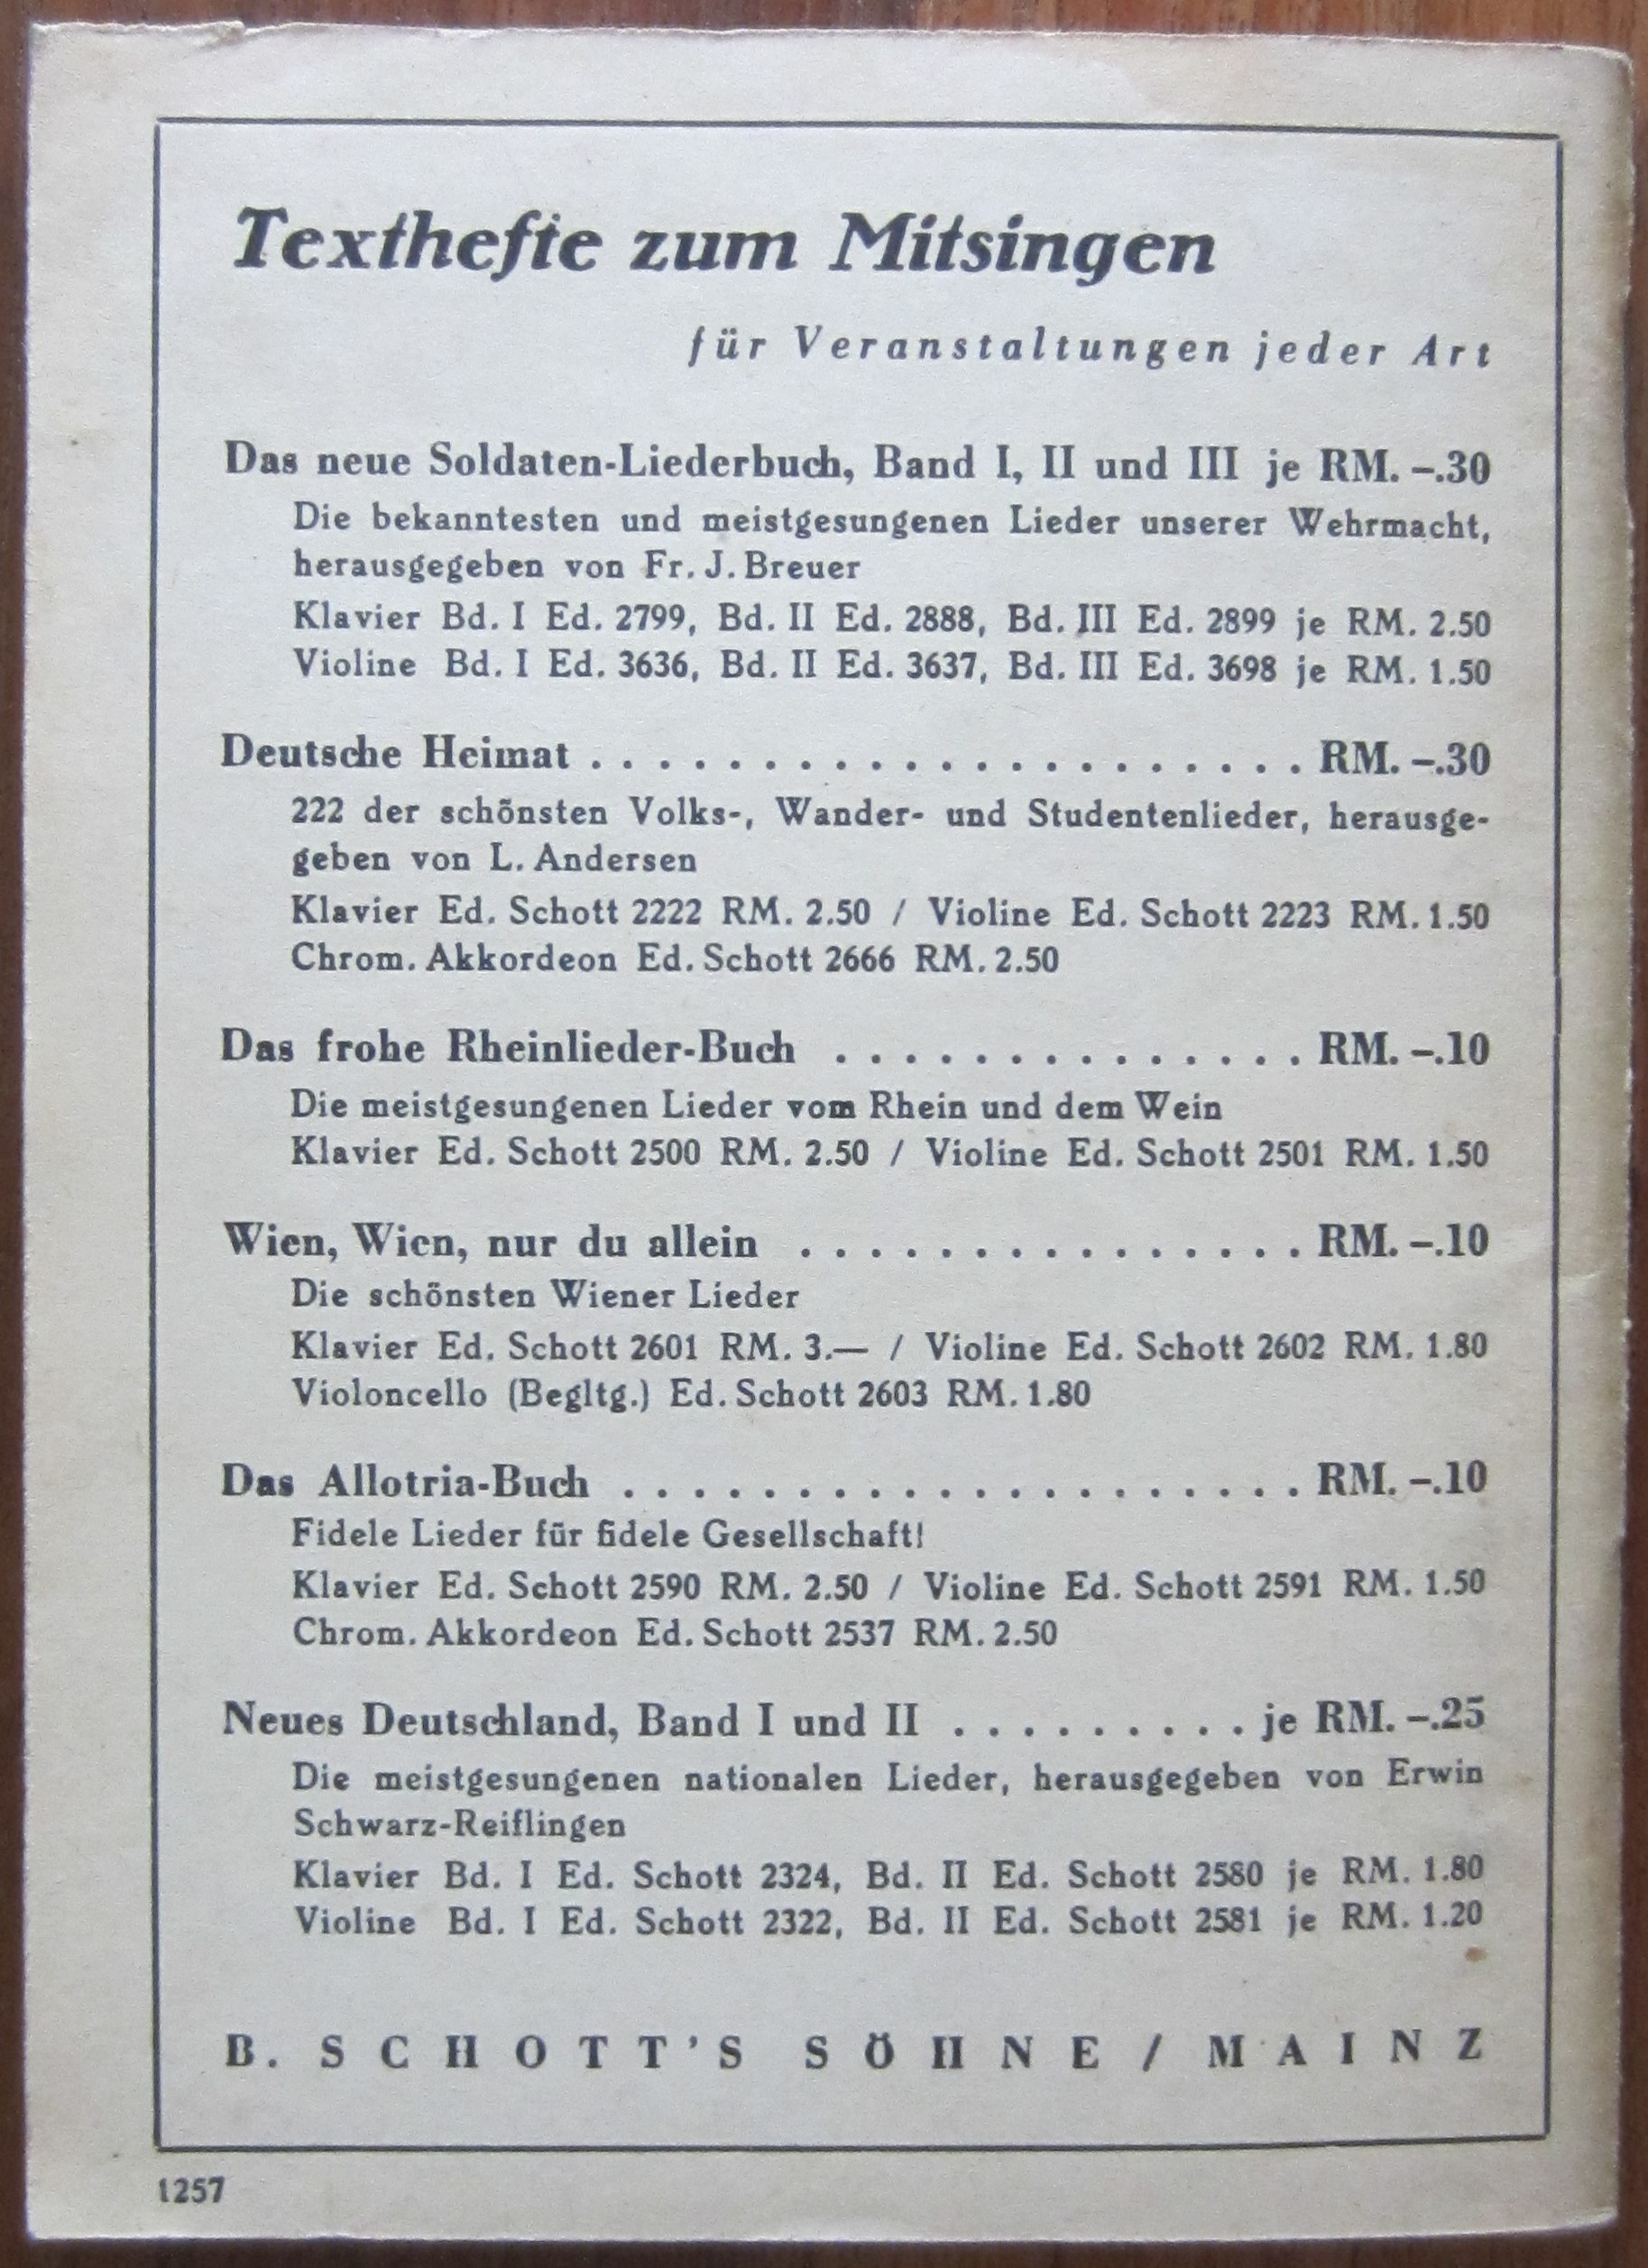 Texthefte zum Mitsingen
für Veranstaltungen jeder Art
Das neue Soldaten-Liederbuch, Band I, II und III je RM. –.30
Die bekanntesten und meistgesungenen Lieder unserer Wehrmacht,
herausgegeben von Fr. J. Breuer
Klavier Bd. I Ed. 2799, Bd. II Ed. 2888, Bd. III Ed. 2899 je RM. 2.50
Violine Bd. I Ed. 3636, Bd. II Ed. 3637, Bd. III Ed. 3698 je RM. 1.50
Deutsche Heimat . . . . . . . . . . . . . . . . . . . . . RM. –.30
222 der schönsten Volks-, Wander- und Studentenlieder, herausge-
geben von L. Andersen
Klavier Ed. Schott 2222 RM. 2.50 / Violine Ed. Schott 2223 RM. 1.50
Chrom. Akkordeon Ed. Schott 2666 RM. 2.50
Das frohe Rheinlieder-Buch . . . . . . . . . . . . . . RM. –.10
Die meistgesungenen Lieder vom Rhein und dem Wein
Klavier Ed. Schott 2500 RM. 2.50 / Violine Ed. Schott 2501 RM. 1.50
Wien, Wien, nur du allein . . . . . . . . . . . . . . . RM. –.10
Die schönsten Wiener Lieder
Klavier Ed. Schott 2601 RM. 3.— / Violine Ed. Schott 2602 RM. 1.80
Violoncello (Begltg.) Ed. Schott 2603 RM. 1.80
Das Allotria-Buch . . . . . . . . . . . . . . . . . . . . RM. –.10
Fidele Lieder für fidele Gesellschaft!
Klavier Ed. Schott 2590 RM. 2.50 / Violine Ed. Schott 2591 RM. 1.50
Chrom. Akkordeon Ed. Schott 2537 RM. 2.50
Neues Deutschland, Band I und II . . . . . . . . . je RM. –.25
Die meistgesungenen nationalen Lieder, herausgegeben von Erwin
Schwarz-Reiflingen
Klavier Bd. I Ed. Schott 2324, Bd. II Ed. Schott 2580 je RM. 1.80
Violine Bd. I Ed. Schott 2322, Bd. II Ed. Schott 2581 je RM. 1.20
B. SCHOTT'S SÖHNE / MAINZ
1257